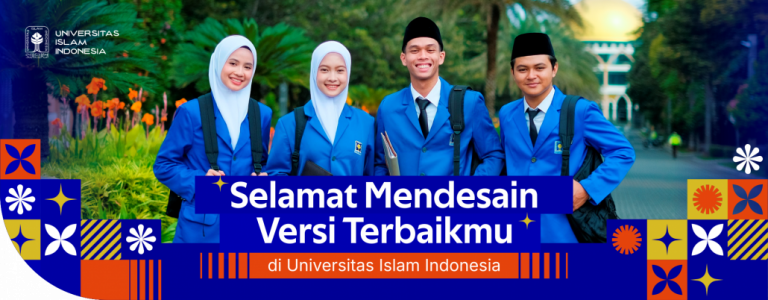 UNIVERSITAS
ISLAM
INDONESIA
Selamat Mendesain
Versi Terbaikmu
di Universitas Islam Indonesia